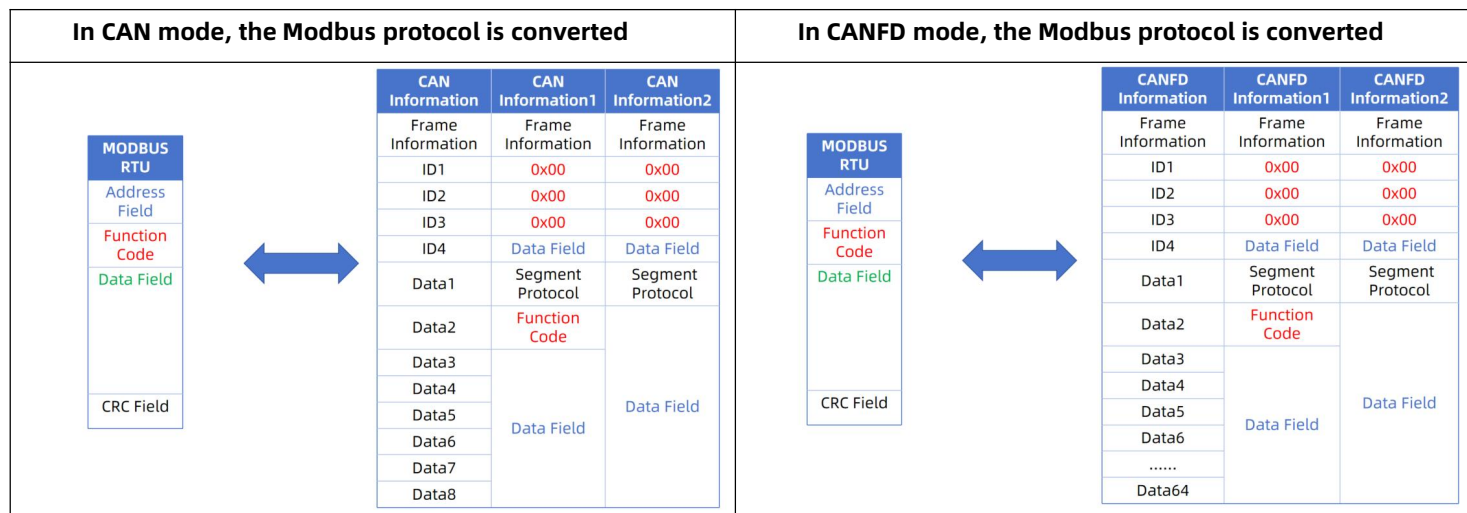 In CAN mode, the Modbus protocol is converted
MODBUS
RTU
Address
Field
Function
Code
Data Field
CRC Field
CAN
Information
CAN
Information1
CAN
Information2
Frame
Information
Frame
Information
Frame
Information
ID1
0x00
0x00
ID2
0x00
0x00
ID3
0x00
0x00
ID4
Data Field
Data Field
Data1
Segment
Protocol
Segment
Protocol
Data2
Function
Code
Data3
Data4
Data5
Data6
Data7
Data8
Data Field
Data Field
In CANFD mode, the Modbus protocol is converted
MODBUS
RTU
Address
Field
Function
Code
Data Field
CRC Field
CANFD
Information
CANFD
Information1
CANFD
Information2
Frame
Information
Frame
Information
Frame
Information
ID1
0x00
0x00
ID2
0x00
0x00
ID3
0x00
0x00
ID4
Data Field
Data Field
Data1
Segment
Protocol
Segment
Protocol
Data2
Function
Code
Data3
Data4
Data5
Data6
......
Data64
Data Field
Data Field